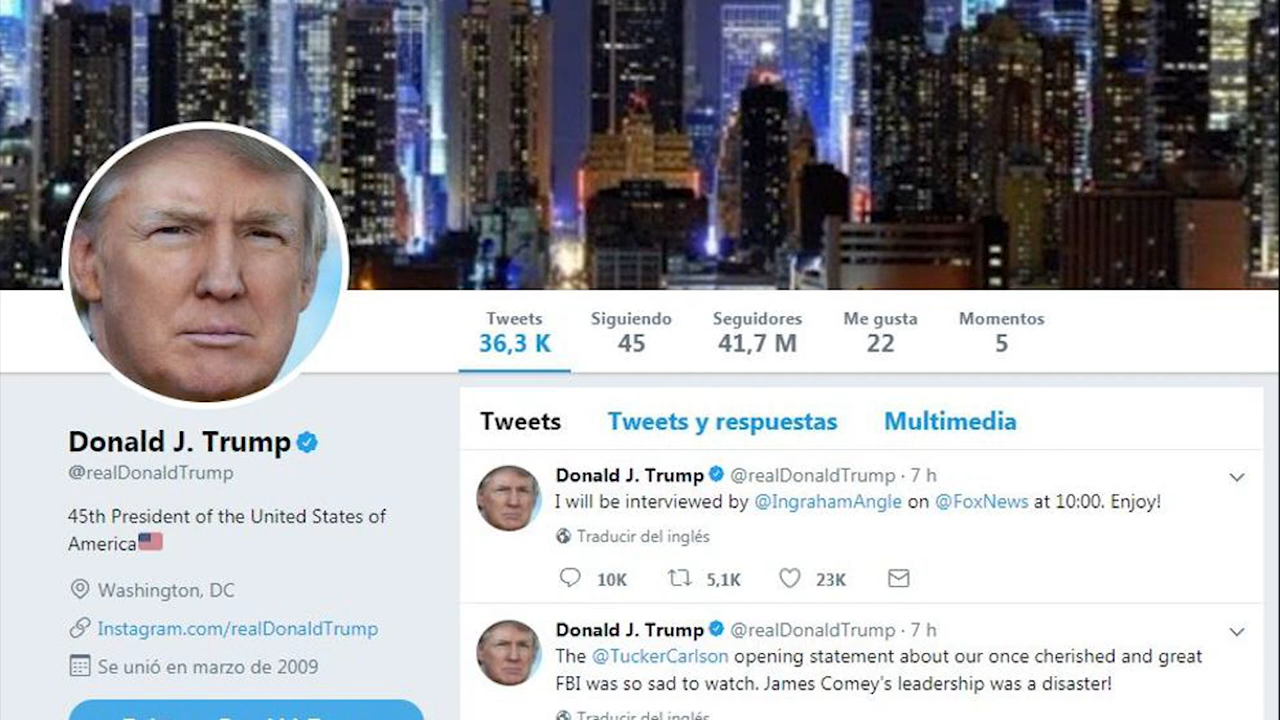 Tweets Siguiendo Seguidores Me gusta Momentos
36,3 K 45 41,7 M 22 5
Donald J. Trump
@realDonaldTrump
45th President of the United States of
America
Washington, DC
Instagram.com/realDonaldTrump
Se unió en marzo de 2009
Tweets Tweets y respuestas Multimedia
Donald J. Trump @realDonaldTrump · 7 h
I will be interviewed by @IngrahamAngle on @FoxNews at 10:00. Enjoy!
Traducir del inglés
10K 5,1K 23K
Donald J. Trump @realDonaldTrump · 7 h
The @TuckerCarlson opening statement about our once cherished and great
FBI was so sad to watch. James Comey's leadership was a disaster!
Traducir del inglés